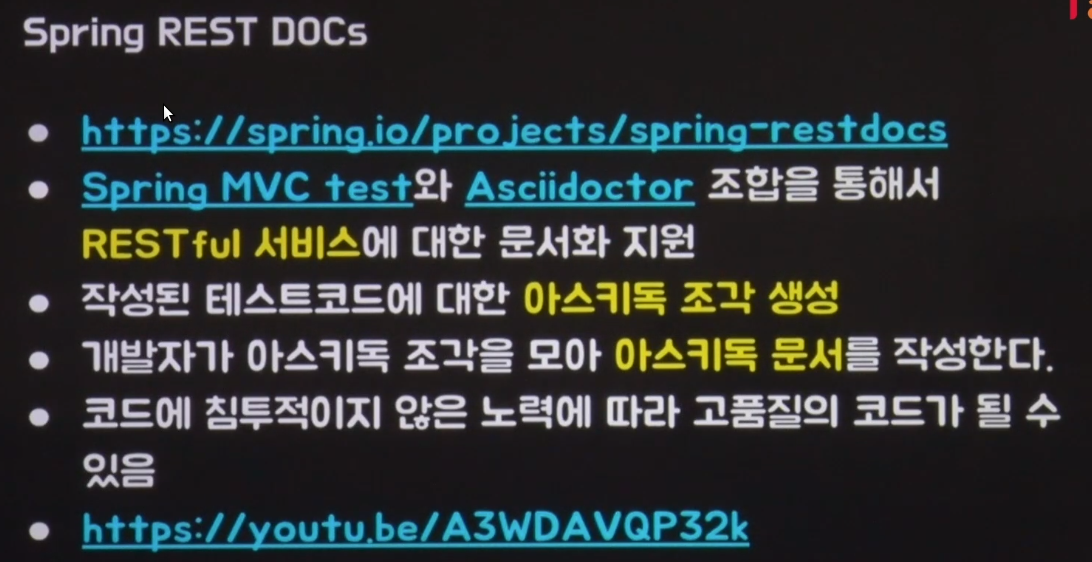 Spring REST DOCs
● https://spring.io/projects/spring-restdocs
● Spring MVC test와 Asciidoctor 조합을 통해서
RESTful 서비스에 대한 문서화 지원
● 작성된 테스트코드에 대한 아스키독 조각 생성
● 개발자가 아스키독 조각을 모아 아스키독 문서를 작성한다.
● 코드에 침투적이지 않은 노력에 따라 고품질의 코드가 될 수
있음
● https://youtu.be/A3WDAVQP32k